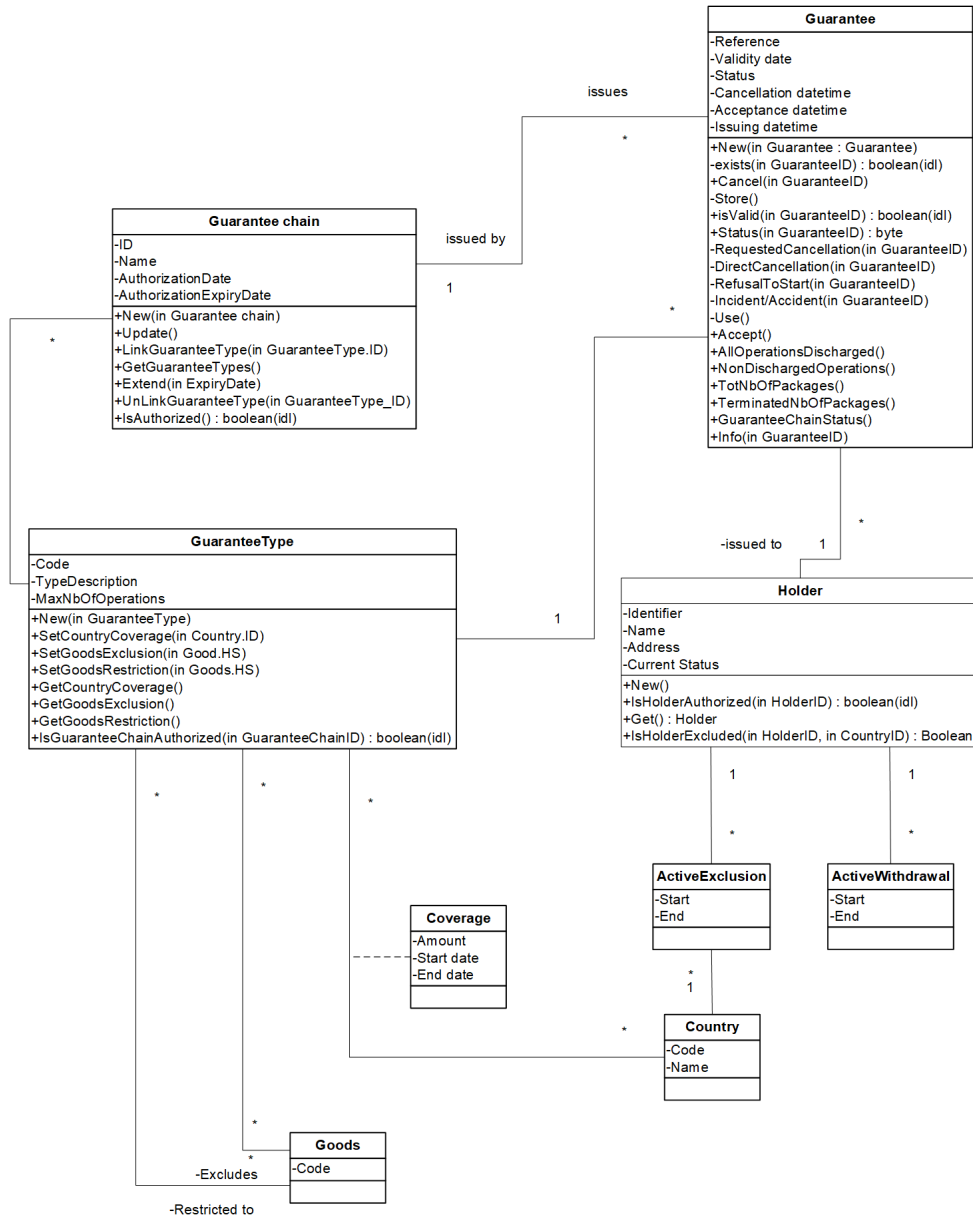 Guarantee
-Reference
-Validity date
-Status
-Cancellation datetime
-Acceptance datetime
-Issuing datetime
+New(in Guarantee : Guarantee)
-exists(in GuaranteeID) : boolean(idl)
+Cancel(in GuaranteeID)
-Store()
+isValid(in GuaranteeID) : boolean(idl)
+Status(in GuaranteeID) : byte
-RequestedCancellation(in GuaranteeID)
-DirectCancellation(in GuaranteeID)
-RefusalToStart(in GuaranteeID)
-Incident/Accident(in GuaranteeID)
-Use()
+Accept()
+AllOperationsDischarged()
+NonDischargedOperations()
+TotNbOfPackages()
+TerminatedNbOfPackages()
+GuaranteeChainStatus()
+Info(in GuaranteeID)
issues
*
issued by
1
Guarantee chain
-ID
-Name
-AuthorizationDate
-AuthorizationExpiryDate
+New(in Guarantee chain)
+Update()
+LinkGuaranteeType(in GuaranteeType.ID)
+GetGuaranteeTypes()
+Extend(in ExpiryDate)
+UnLinkGuaranteeType(in GuaranteeType_ID)
+IsAuthorized() : boolean(idl)
*
*
*
-issued to
1
GuaranteeType
-Code
-TypeDescription
-MaxNbOfOperations
+New(in GuaranteeType)
+SetCountryCoverage(in Country.ID)
+SetGoodsExclusion(in Good.HS)
+SetGoodsRestriction(in Goods.HS)
+GetCountryCoverage()
+GetGoodsExclusion()
+GetGoodsRestriction()
+IsGuaranteeChainAuthorized(in GuaranteeChainID) : boolean(idl)
1
Holder
-Identifier
-Name
-Address
-Current Status
+New()
+IsHolderAuthorized(in HolderID) : boolean(idl)
+Get() : Holder
+IsHolderExcluded(in HolderID, in CountryID) : Boolean
1
1
*
*
*
*
*
ActiveExclusion
-Start
-End
ActiveWithdrawal
-Start
-End
Coverage
-Amount
-Start date
-End date
*
1
*
Country
-Code
-Name
*
*
Goods
-Code
-Excludes
-Restricted to